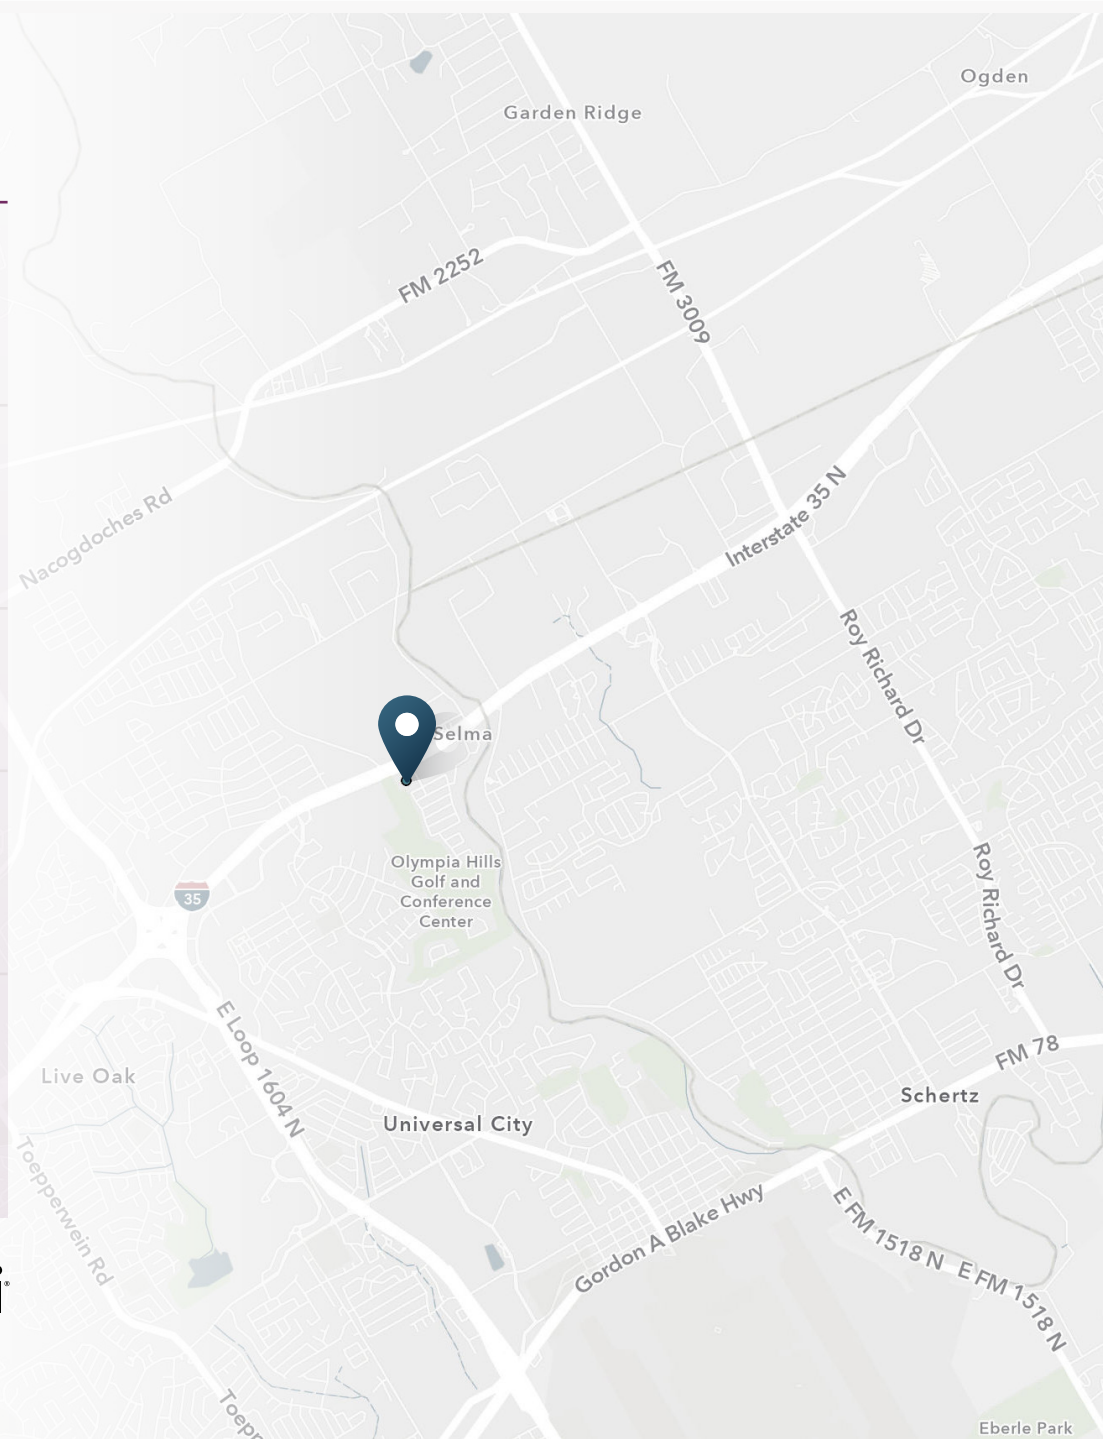 Ogden
Garden Ridge
FM 2252
FM 3009
Interstate 35 N
Nacogdoches Rd
Roy Richard Dr
Selma
Olympia Hills
Golf and
Conference
Center
Roy Richard Dr
35
E Loop 1604 N
FM 78
Live Oak
Schertz
Universal City
Toepperwein Rd
Gordon A Blake Hwy
E FM 1518 N
E FM 1518 N
®
Toepp
Eberle Park